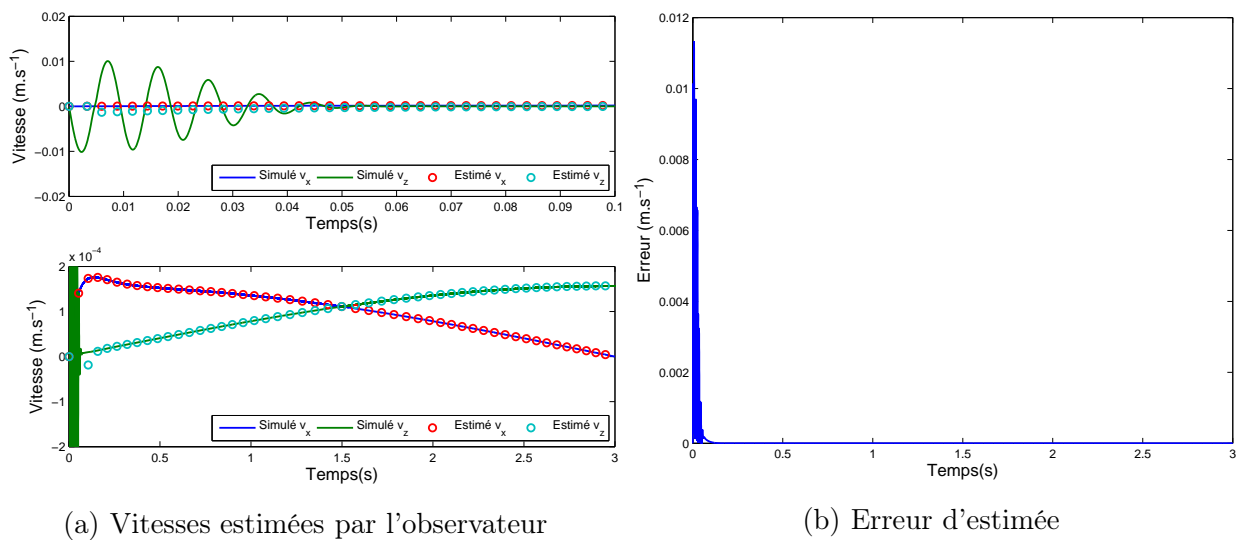 0.02
0.01
0
−0.01
−0.02
Vitesse (m.s⁻¹)
Simulé v_x Simulé v_z Estimé v_x Estimé v_z
0 0.01 0.02 0.03 0.04 0.05 0.06 0.07 0.08 0.09 0.1
Temps(s)
x 10⁻⁴
2
1
0
−1
−2
Vitesse (m.s⁻¹)
Simulé v_x Simulé v_z Estimé v_x Estimé v_z
0 0.5 1 1.5 2 2.5 3
Temps(s)
(a) Vitesses estimées par l'observateur
0.012
0.01
0.008
0.006
0.004
0.002
0
Erreur (m.s⁻¹)
0 0.5 1 1.5 2 2.5 3
Temps(s)
(b) Erreur d'estimée